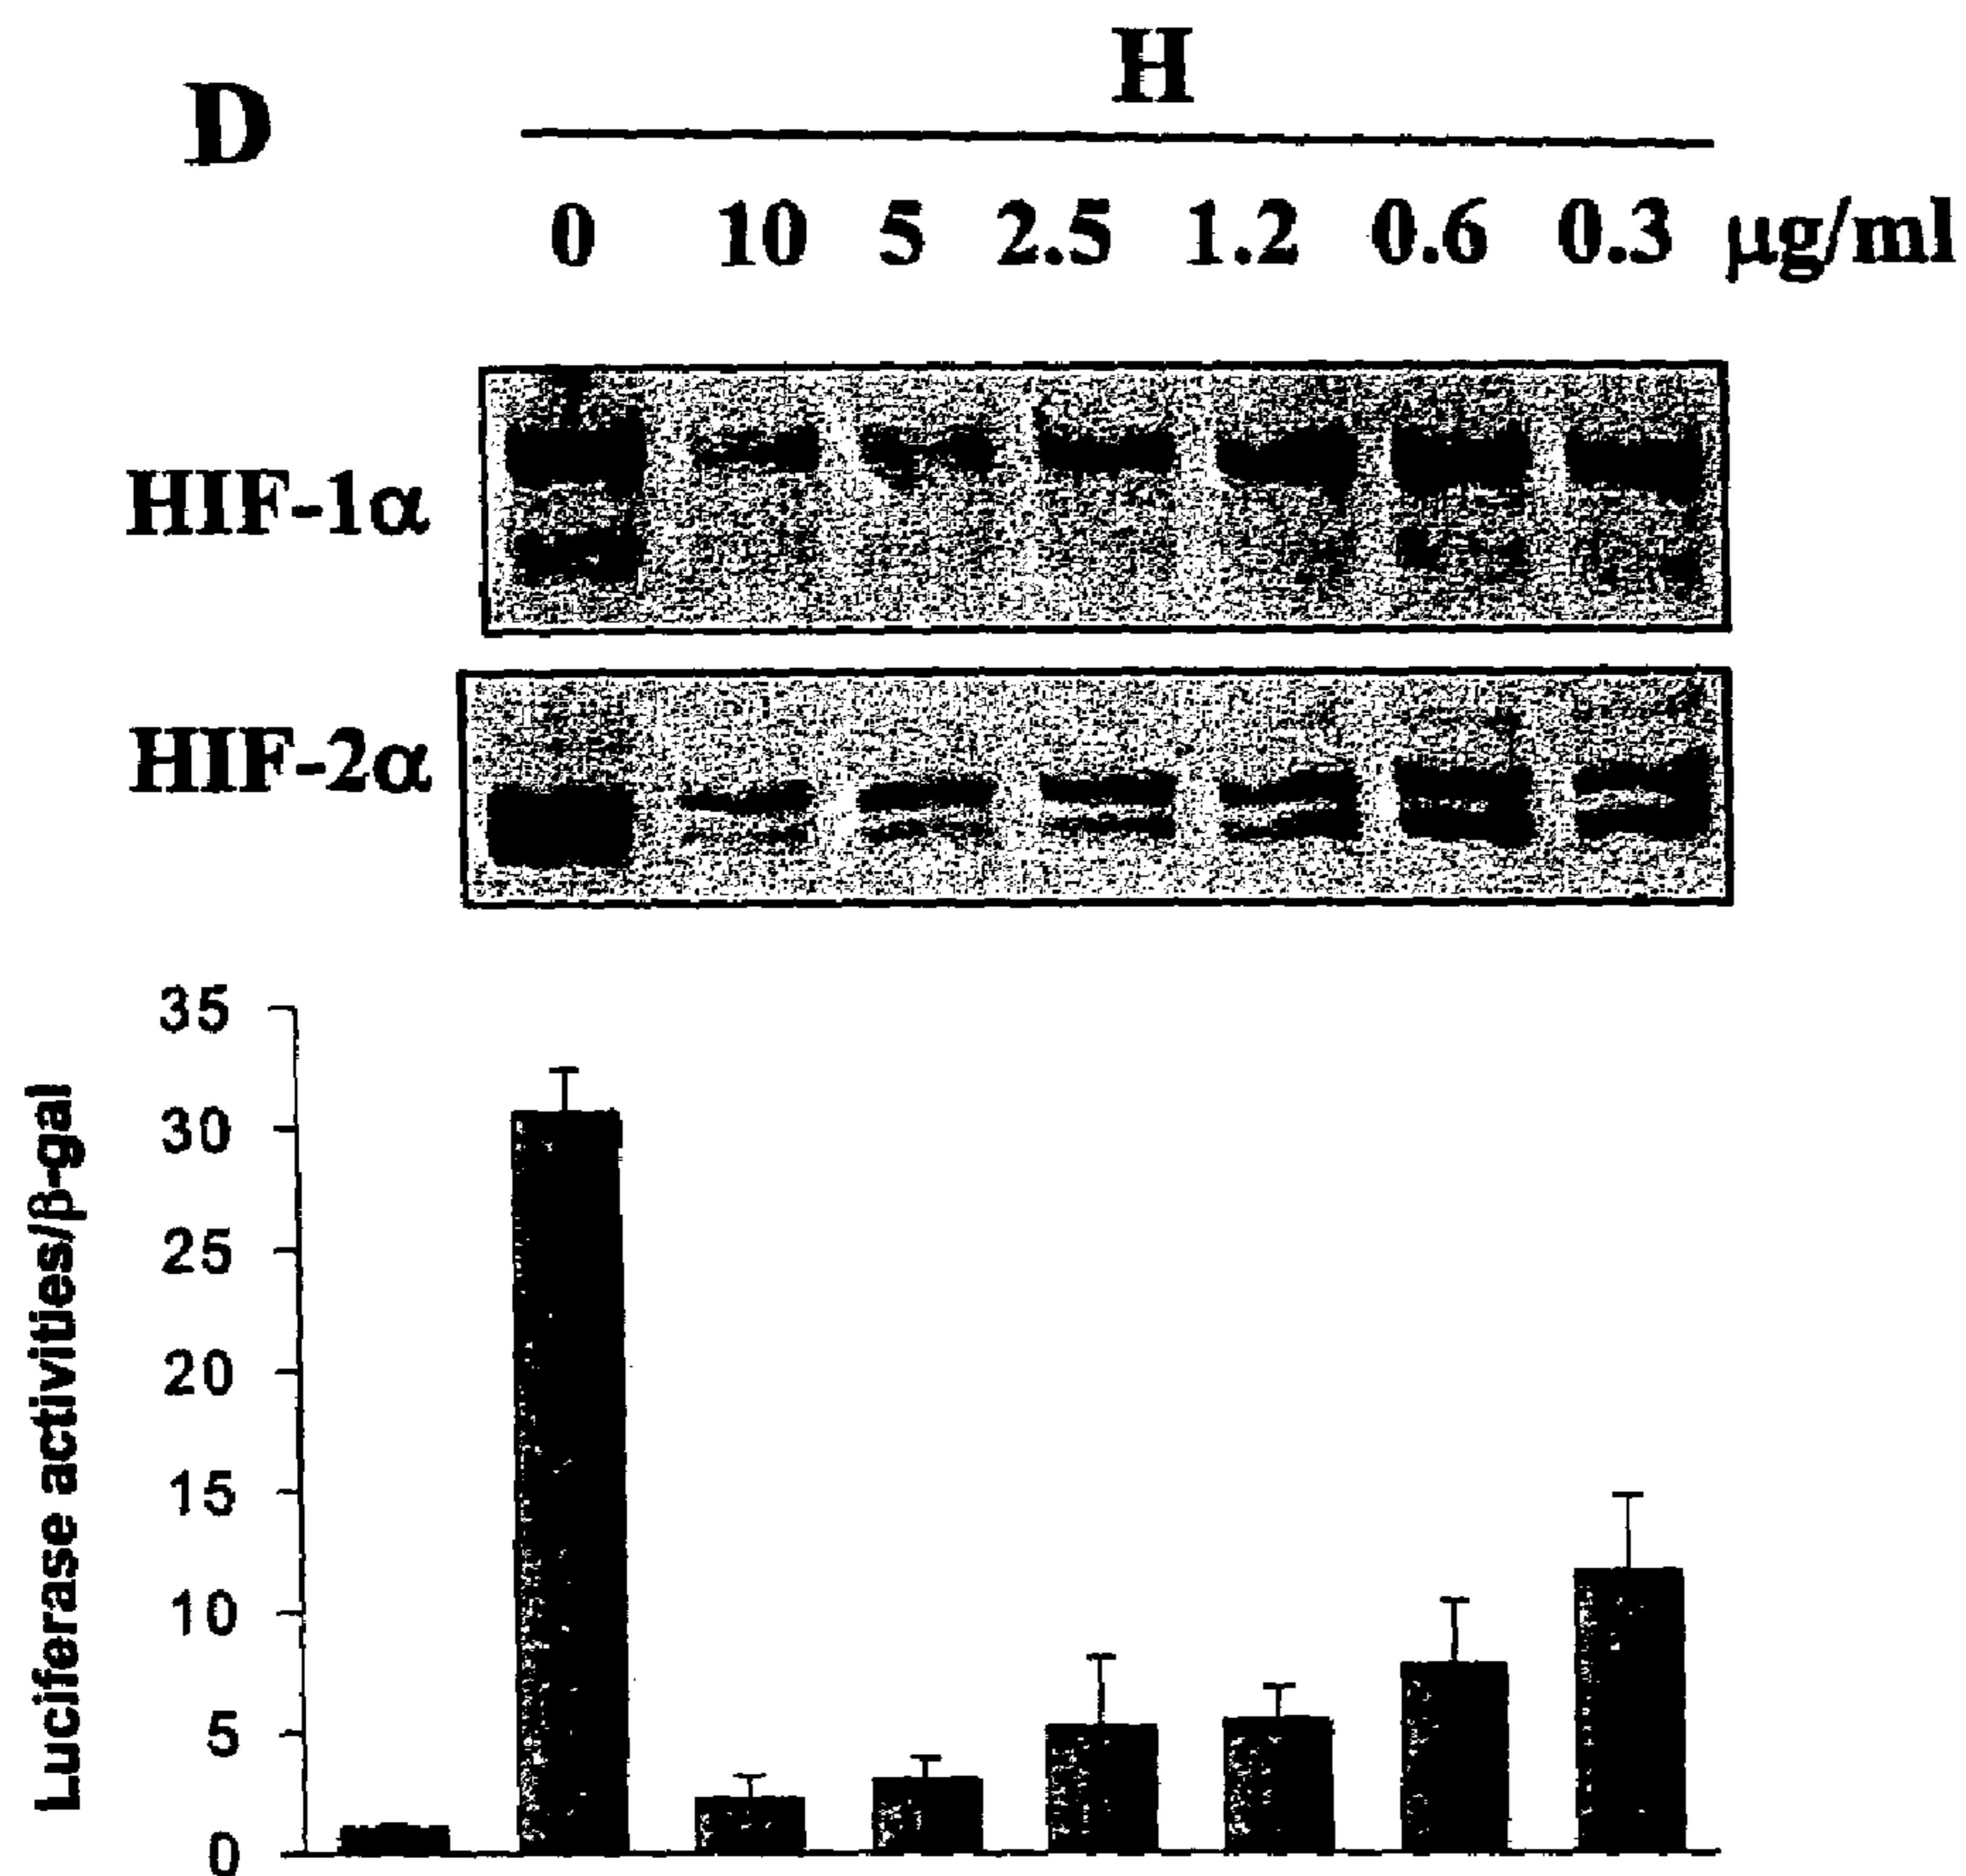 D
H
0 10 5 2.5 1.2 0.6 0.3 μg/ml
HIF-1α
HIF-2α
Luciferase activities/β-gal
35
30
25
20
15
10
5
0